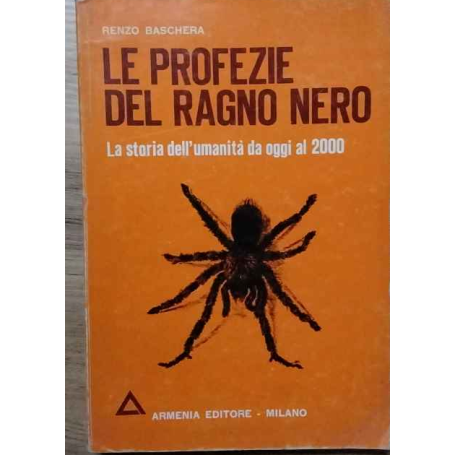 RENZO BASCHERA
LE PROFEZIE
DEL RAGNO NERO
La storia dell'umanità da oggi al 2000
ARMENIA EDITORE - MILANO